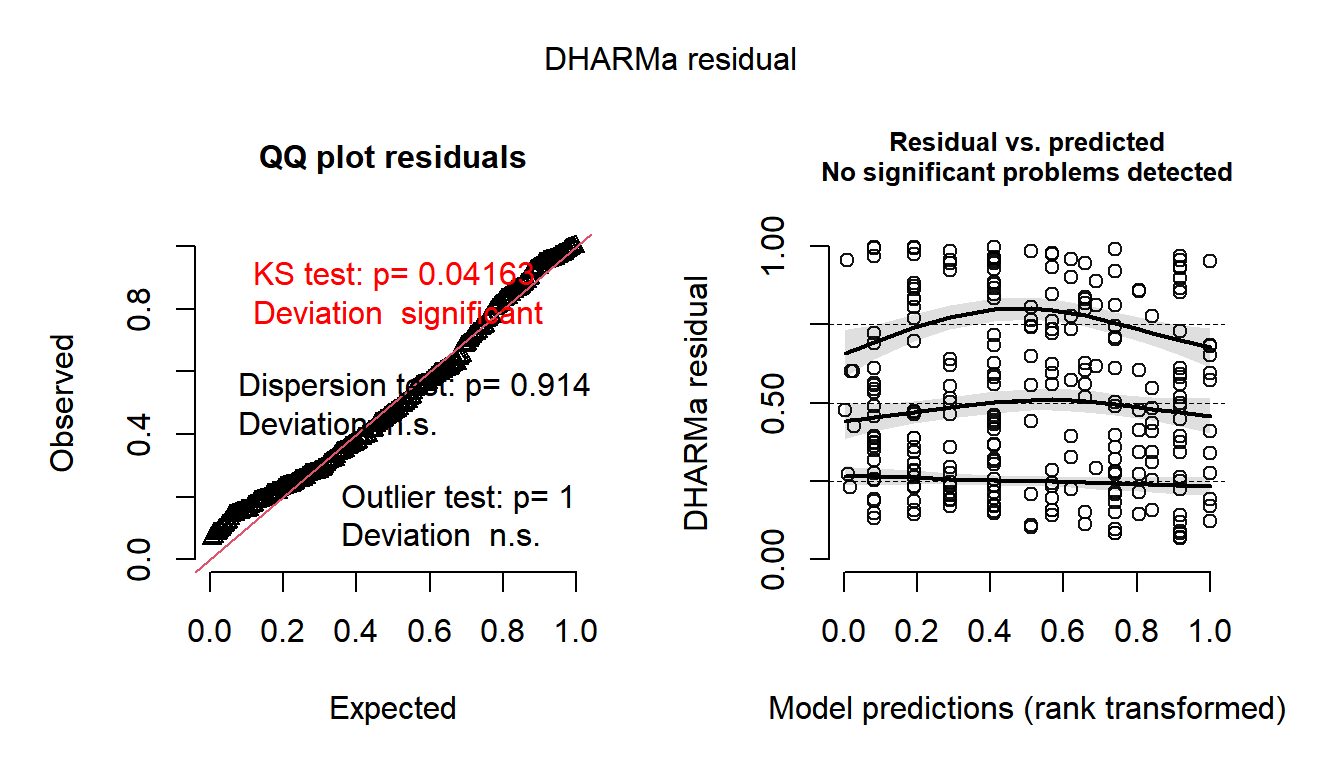 DHARMa residual
QQ plot residuals
KS test: p= 0.04163
Deviation  significant
Dispersion test: p= 0.914
Deviation  n.s.
Outlier test: p= 1
Deviation  n.s.
Observed
0.0
0.4
0.8
0.0 0.2 0.4 0.6 0.8 1.0
Expected
Residual vs. predicted
No significant problems detected
DHARMa residual
0.00
0.50
1.00
0.0 0.2 0.4 0.6 0.8 1.0
Model predictions (rank transformed)